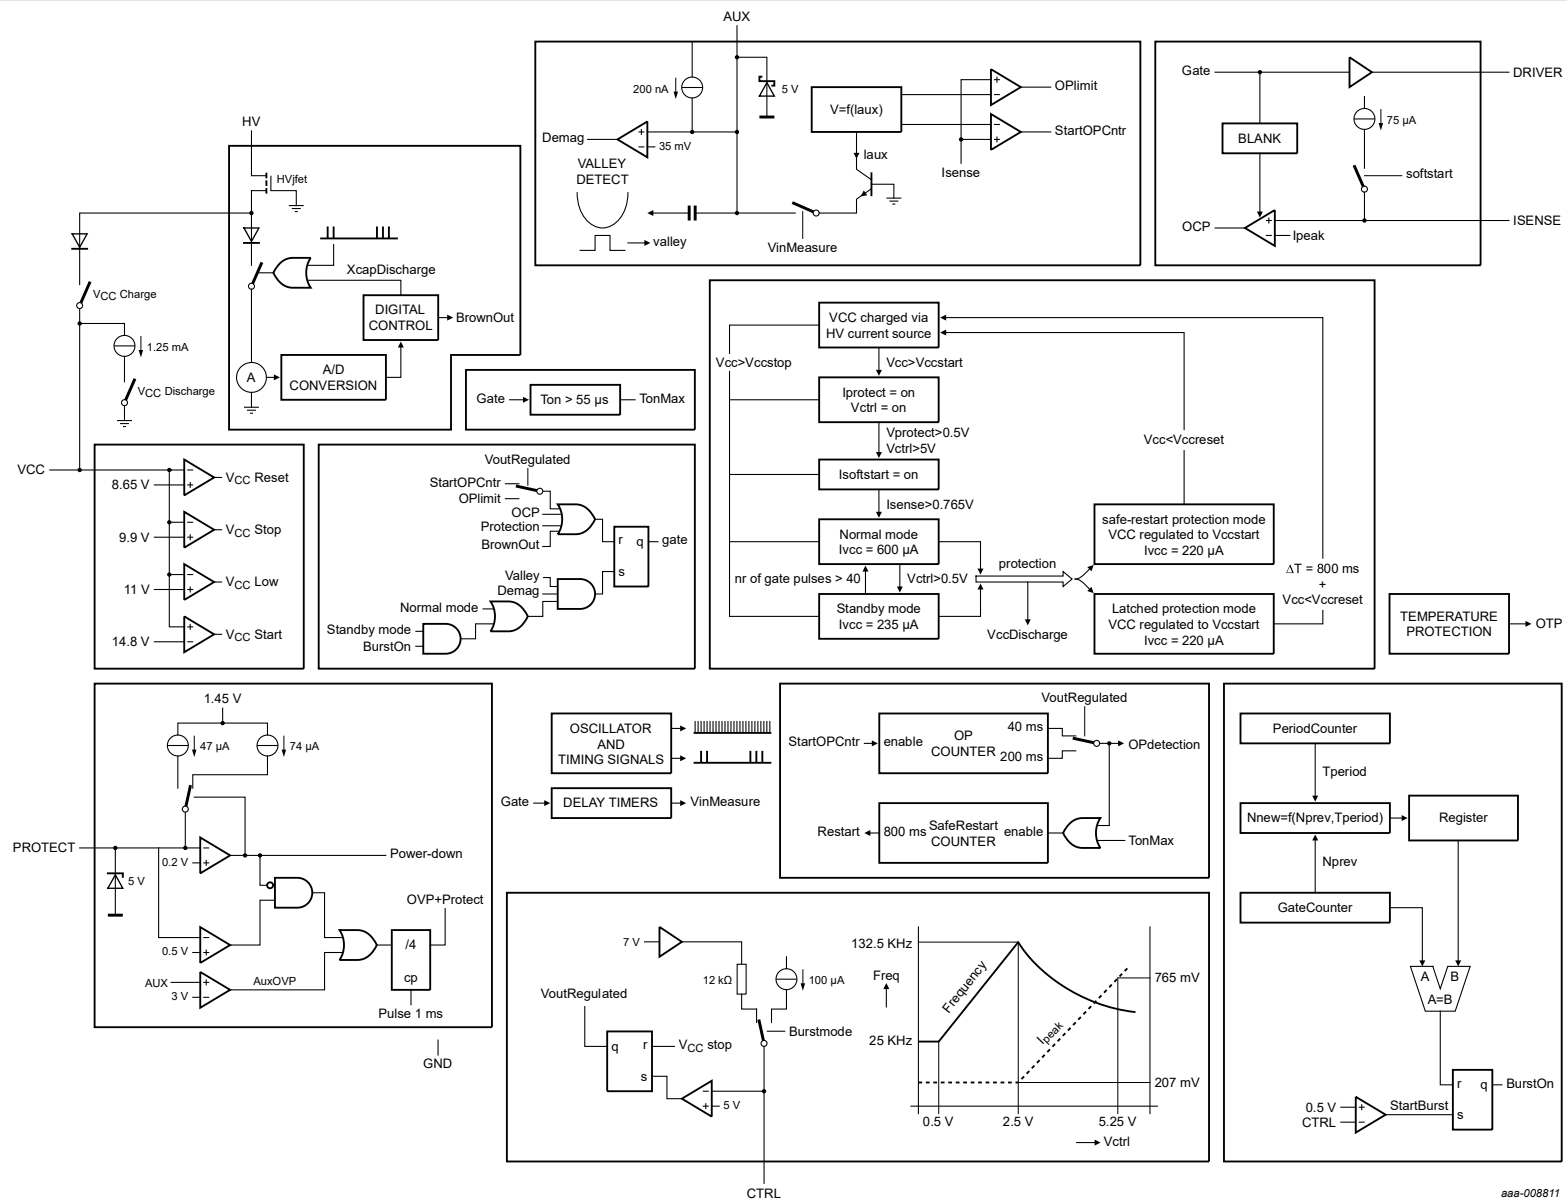 AUX
200 nA
5 V
V=f(Iaux)
OPlimit
StartOPCntr
Demag
+
−
35 mV
Iaux
Isense
VALLEY
DETECT
valley
VinMeasure
Gate
DRIVER
75 µA
BLANK
softstart
OCP
+
−
Ipeak
ISENSE
HV
HVjfet
XcapDischarge
DIGITAL
CONTROL
BrownOut
A
A/D
CONVERSION
VCC Charge
1.25 mA
VCC Discharge
Gate
Ton > 55 µs
TonMax
VCC
8.65 V
−
+
VCC Reset
9.9 V
−
+
VCC Stop
11 V
−
+
VCC Low
14.8 V
+
−
VCC Start
VoutRegulated
StartOPCntr
OPlimit
OCP
Protection
BrownOut
r q
s
gate
Valley
Demag
Normal mode
Standby mode
BurstOn
VCC charged via
HV current source
Vcc>Vccstop
Vcc>Vccstart
Iprotect = on
Vctrl = on
Vprotect>0.5V
Vctrl>5V
Isoftstart = on
Isense>0.765V
Normal mode
Ivcc = 600 µA
nr of gate pulses > 40
Vctrl>0.5V
Standby mode
Ivcc = 235 µA
protection
VccDischarge
Vcc<Vccreset
safe-restart protection mode
VCC regulated to Vccstart
Ivcc = 220 µA
Latched protection mode
VCC regulated to Vccstart
Ivcc = 220 µA
ΔT = 800 ms
+
Vcc<Vccreset
TEMPERATURE
PROTECTION
OTP
1.45 V
47 µA
74 µA
PROTECT
5 V
0.2 V
−
+
Power-down
0.5 V
−
+
AUX
3 V
+
−
AuxOVP
OVP+Protect
/4
cp
Pulse 1 ms
GND
OSCILLATOR
AND
TIMING SIGNALS
Gate
DELAY TIMERS
VinMeasure
VoutRegulated
StartOPCntr
enable
OP
COUNTER
40 ms
200 ms
OPdetection
Restart
800 ms
SafeRestart
COUNTER
enable
TonMax
7 V
12 kΩ
100 µA
VoutRegulated
Burstmode
q r
s
VCC stop
−
+
5 V
CTRL
132.5 KHz
Freq
25 KHz
Frequency
Ipeak
765 mV
207 mV
0.5 V
2.5 V
5.25 V
Vctrl
PeriodCounter
Tperiod
Nnew=f(Nprev,Tperiod)
Register
Nprev
GateCounter
A
B
A=B
r q
s
BurstOn
0.5 V
CTRL
+
−
StartBurst
aaa-008811